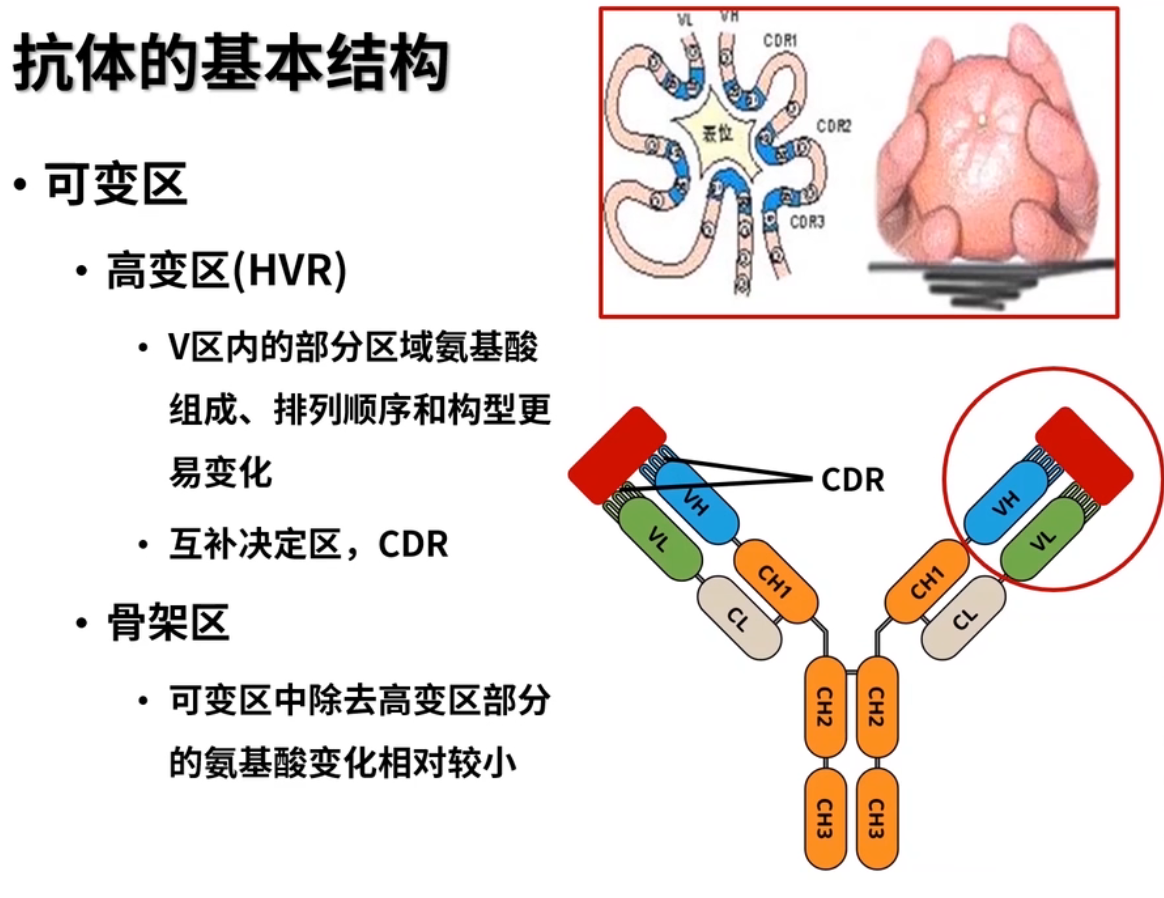 抗体的基本结构
• 可变区
• 高变区(HVR)
• V区内的部分区域氨基酸
组成、排列顺序和构型更
易变化
• 互补决定区，CDR
• 骨架区
• 可变区中除去高变区部分
的氨基酸变化相对较小
VL
VH
CDR1
CDR2
表位
CDR3
CDR
VH
VL
CH1
CL
VH
VL
CH1
CL
CH2
CH2
CH3
CH3